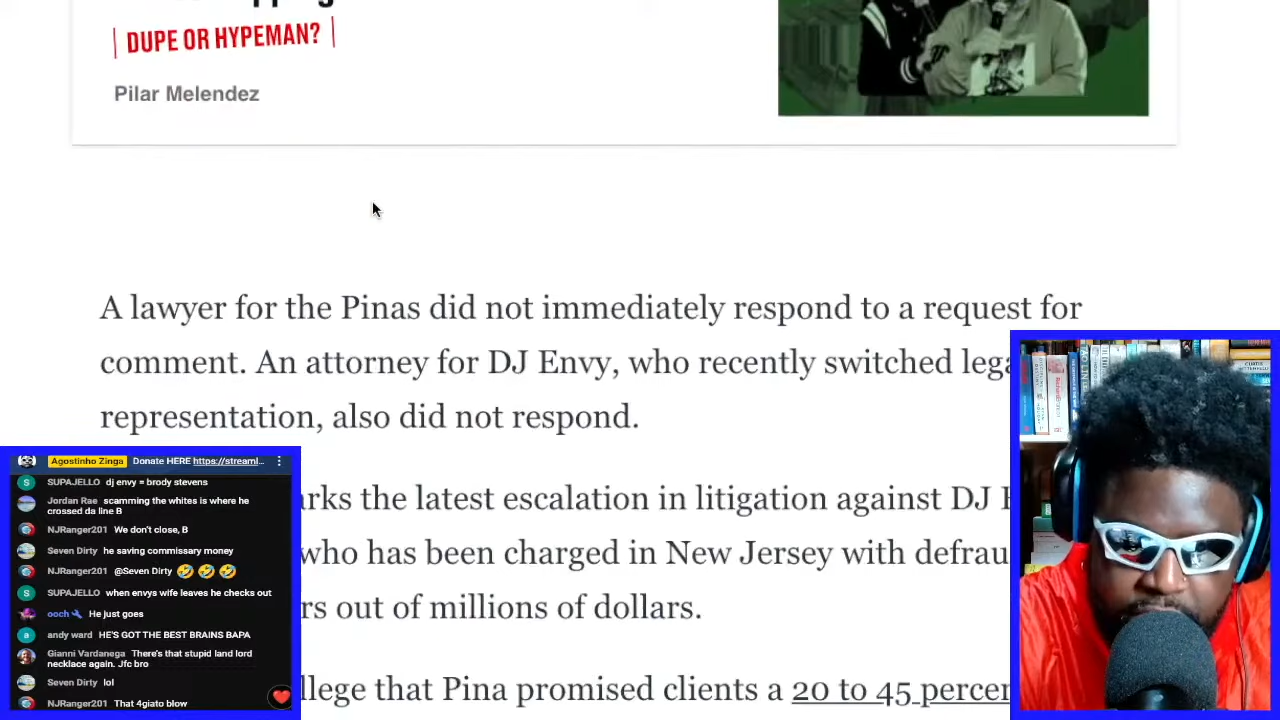 DUPE OR HYPEMAN?
Pilar Melendez
A lawyer for the Pinas did not immediately respond to a request for
comment. An attorney for DJ Envy, who recently switched lega
representation, also did not respond.
arks the latest escalation in litigation against DJ E
who has been charged in New Jersey with defrau
rs out of millions of dollars.
llege that Pina promised clients a 20 to 45 percen
Agostinho Zinga Donate HERE https://streaml...
SUPAJELLO dj envy = brody stevens
Jordan Rae scamming the whites is where he
crossed da line B
NJRanger201 We don't close, B
Seven Dirty he saving commissary money
NJRanger201 @Seven Dirty 🤣 🤣 🤣
SUPAJELLO when envys wife leaves he checks out
ooch He just goes
andy ward HE'S GOT THE BEST BRAINS BAPA
Gianni Vardanega There's that stupid land lord
necklace again. Jfc bro
Seven Dirty lol
NJRanger201 That 4giato blow